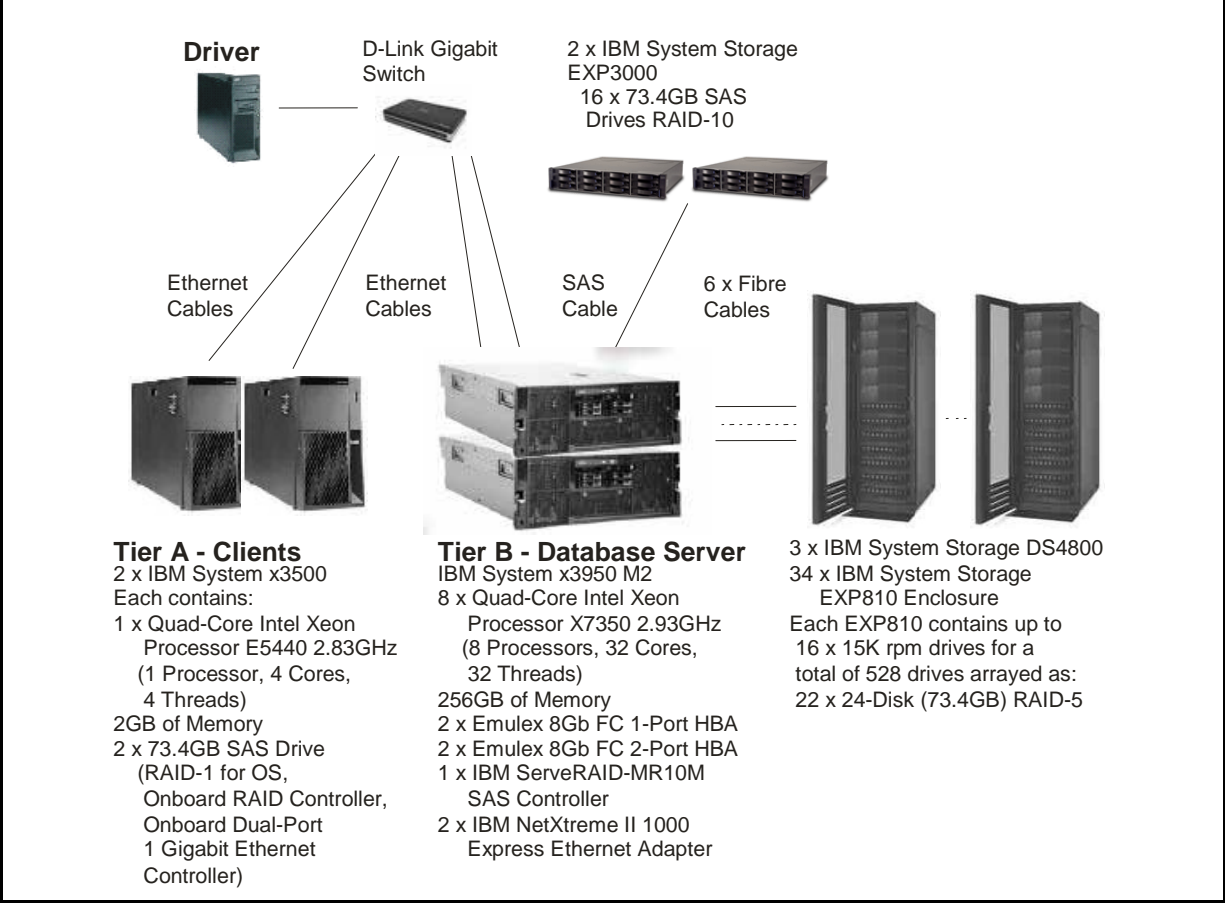 Driver
D-Link Gigabit
Switch
2 x IBM System Storage
EXP3000
16 x 73.4GB SAS
Drives RAID-10
Ethernet
Cables
Ethernet
Cables
SAS
Cable
6 x Fibre
Cables
Tier A - Clients
2 x IBM System x3500
Each contains:
1 x Quad-Core Intel Xeon
Processor E5440 2.83GHz
(1 Processor, 4 Cores,
4 Threads)
2GB of Memory
2 x 73.4GB SAS Drive
(RAID-1 for OS,
Onboard RAID Controller,
Onboard Dual-Port
1 Gigabit Ethernet
Controller)
Tier B - Database Server
IBM System x3950 M2
8 x Quad-Core Intel Xeon
Processor X7350 2.93GHz
(8 Processors, 32 Cores,
32 Threads)
256GB of Memory
2 x Emulex 8Gb FC 1-Port HBA
2 x Emulex 8Gb FC 2-Port HBA
1 x IBM ServeRAID-MR10M
SAS Controller
2 x IBM NetXtreme II 1000
Express Ethernet Adapter
3 x IBM System Storage DS4800
34 x IBM System Storage
EXP810 Enclosure
Each EXP810 contains up to
16 x 15K rpm drives for a
total of 528 drives arrayed as:
22 x 24-Disk (73.4GB) RAID-5